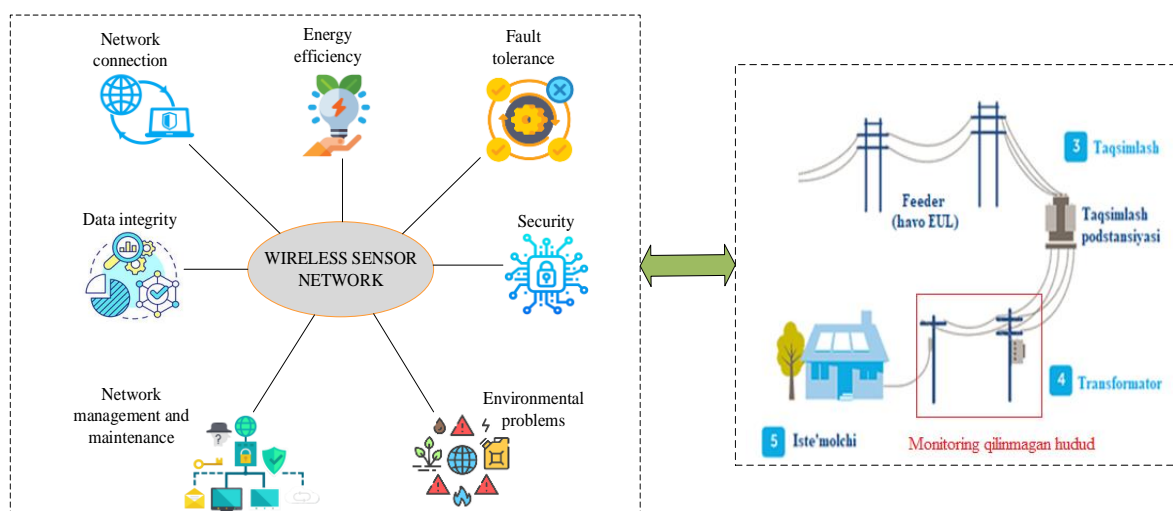 Network
connection
Energy
efficiency
Fault
tolerance
Data integrity
WIRELESS SENSOR
NETWORK
Security
Network
management and
maintenance
Environmental
problems
?
3 Taqsimlash
Feeder
(havo EUL)
Taqsimlash
podstansiyasi
4 Transformator
5 Iste'molchi
Monitoring qilinmagan hudud